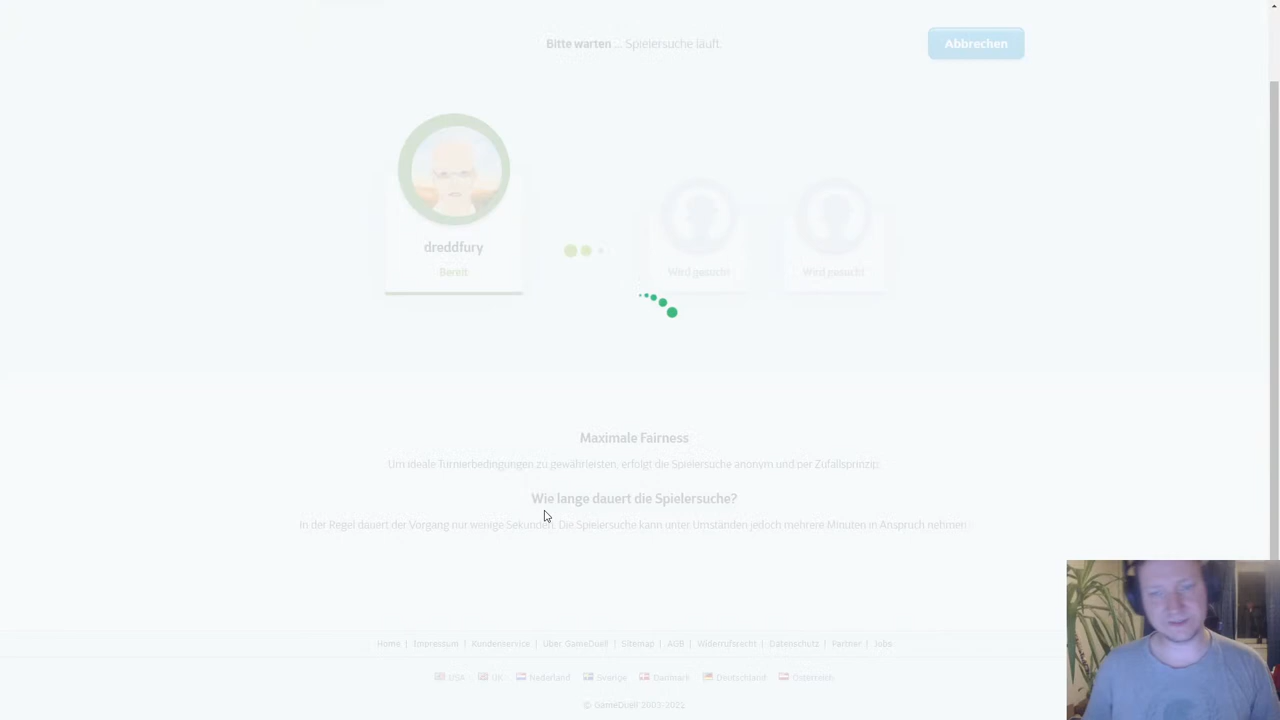 Bitte warten ... Spielersuche läuft.
Abbrechen
dreddfury
Bereit
Wird gesucht
Wird gesucht
Maximale Fairness
Um ideale Turnierbedingungen zu gewährleisten, erfolgt die Spielersuche anonym und per Zufallsprinzip.
Wie lange dauert die Spielersuche?
In der Regel dauert der Vorgang nur wenige Sekunden. Die Spielersuche kann unter Umständen jedoch mehrere Minuten in Anspruch nehmen.
Home | Impressum | Kundenservice | Über GameDuell | Sitemap | AGB | Widerrufsrecht | Datenschutz | Partner | Jobs
USA UK Nederland Sverige Danmark Deutschland Österreich
© GameDuell 2003-2021